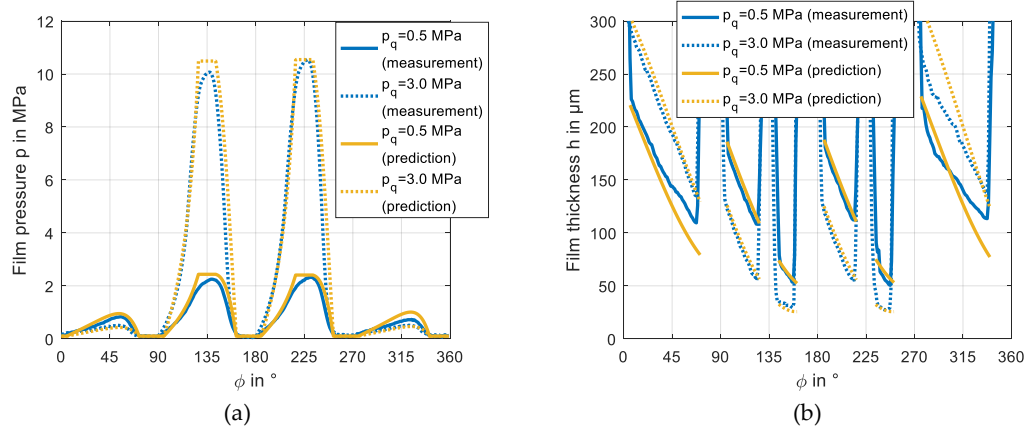 Film pressure p in MPa
12
10
8
6
4
2
0
0 45 90 135 180 225 270 315 360
ϕ in °
p_q=0.5 MPa
(measurement)
p_q=3.0 MPa
(measurement)
p_q=0.5 MPa
(prediction)
p_q=3.0 MPa
(prediction)
(a)
Film thickness h in μm
300
250
200
150
100
50
0
0 45 90 135 180 225 270 315 360
ϕ in °
p_q=0.5 MPa (measurement)
p_q=3.0 MPa (measurement)
p_q=0.5 MPa (prediction)
p_q=3.0 MPa (prediction)
(b)